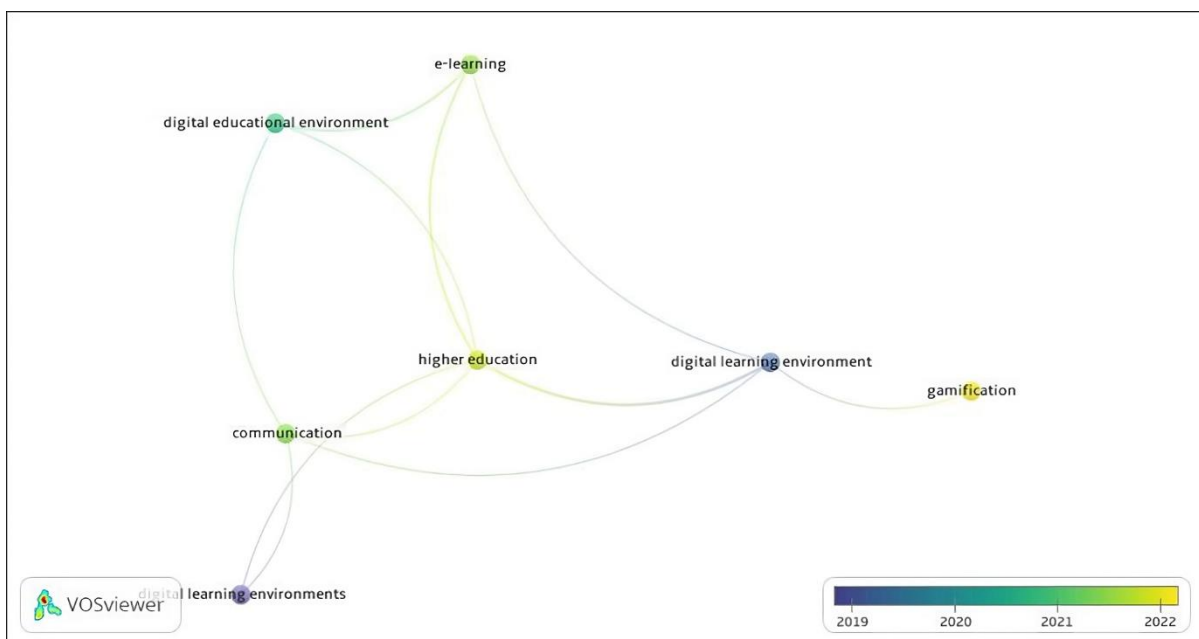 e-learning
digital educational environment
higher education
digital learning environment
gamification
communication
digital learning environments
VOSviewer
2019 2020 2021 2022